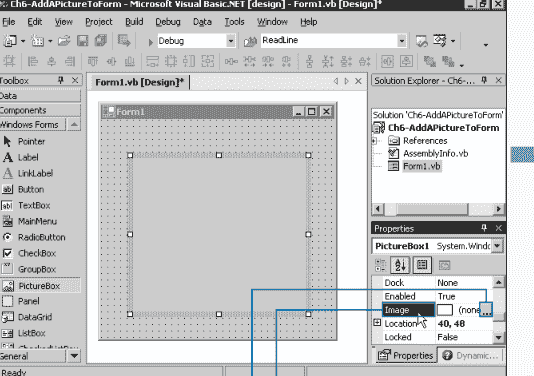 Ch6-AddAPictureToForm - Microsoft Visual Basic.NET [design] - Form1.vb [Design]*
File Edit View Project Build Debug Data Tools Window Help
Debug ReadLine
Toolbox
Data
Components
Windows Forms
Pointer
Label
LinkLabel
Button
TextBox
MainMenu
RadioButton
CheckBox
GroupBox
PictureBox
Panel
DataGrid
ListBox
General
Ready
Form1.vb [Design]*
Form1
Solution Explorer - Ch6-...
Solution 'Ch6-AddAPictureToForm'
Ch6-AddAPictureToForm
References
AssemblyInfo.vb
Form1.vb
Properties
PictureBox1 System.Windo
Dock None
Enabled True
Image (none
Location 40, 48
Locked False
Properties Dynamic...